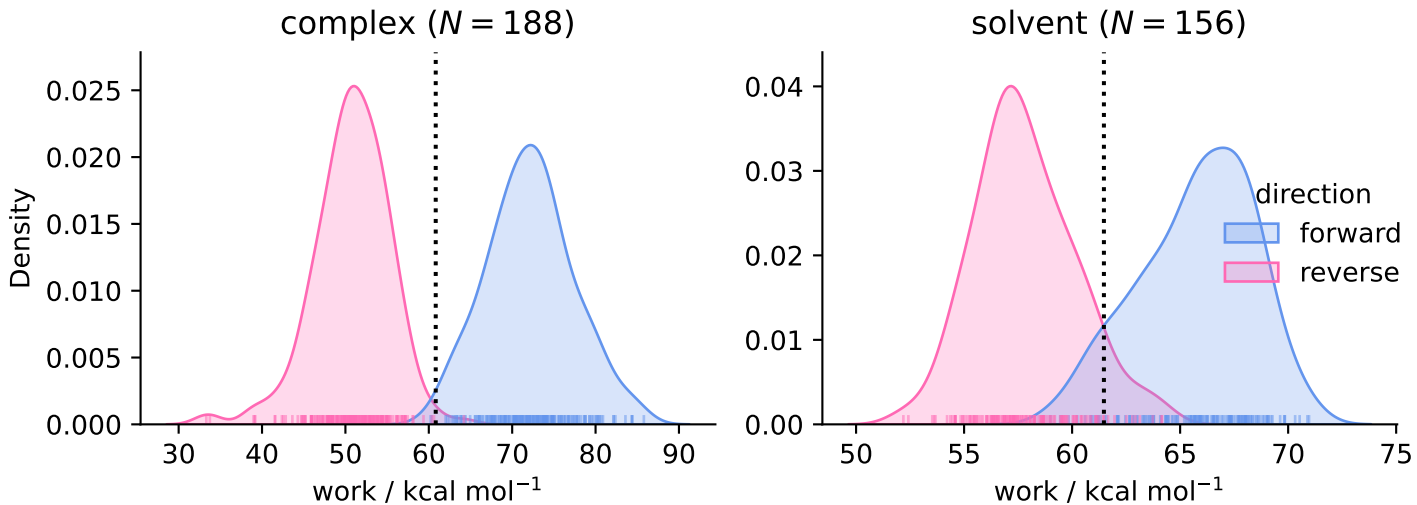 complex (N = 188)
Density
0.025
0.020
0.015
0.010
0.005
0.000
30 40 50 60 70 80 90
work / kcal mol⁻¹
solvent (N = 156)
0.04
0.03
0.02
0.01
0.00
50 55 60 65 70 75
work / kcal mol⁻¹
direction
forward
reverse